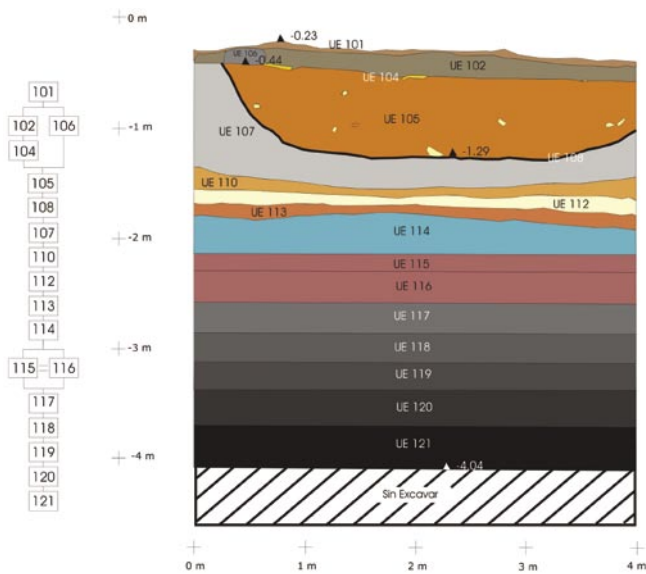 0 m
-1 m
-2 m
-3 m
-4 m
101
102 106
104
105
108
107
110
112
113
114
115 116
117
118
119
120
121
-0.23
UE 101
UE 106
-0.44
UE 102
UE 104
UE 105
UE 107
-1.29
UE 108
UE 110
UE 112
UE 113
UE 114
UE 115
UE 116
UE 117
UE 118
UE 119
UE 120
UE 121
-4.04
Sin Excavar
0 m 1 m 2 m 3 m 4 m